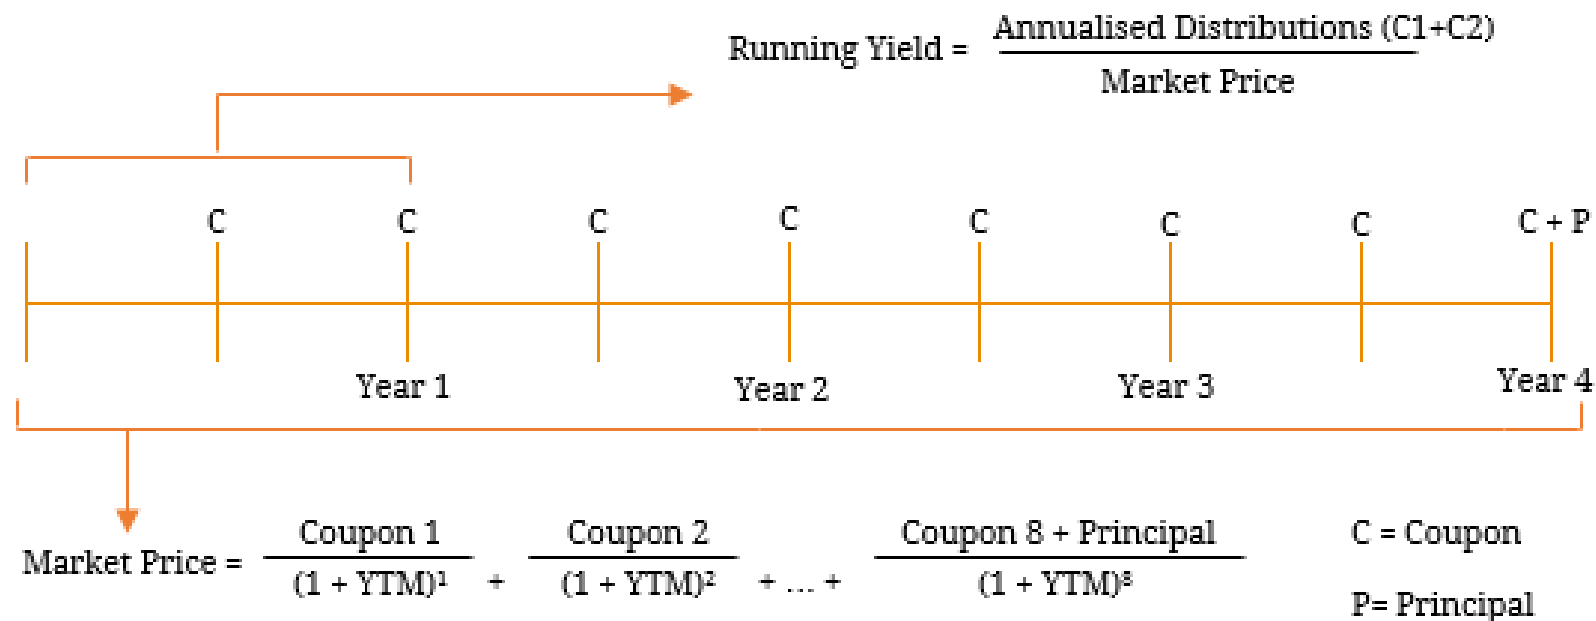 Running Yield = Annualised Distributions (C1+C2)
Market Price
C C C C C C C C + P
Year 1 Year 2 Year 3 Year 4
Market Price = Coupon 1 + Coupon 2 + ... + Coupon 8 + Principal
(1 + YTM)¹ (1 + YTM)² (1 + YTM)⁸
C = Coupon
P= Principal